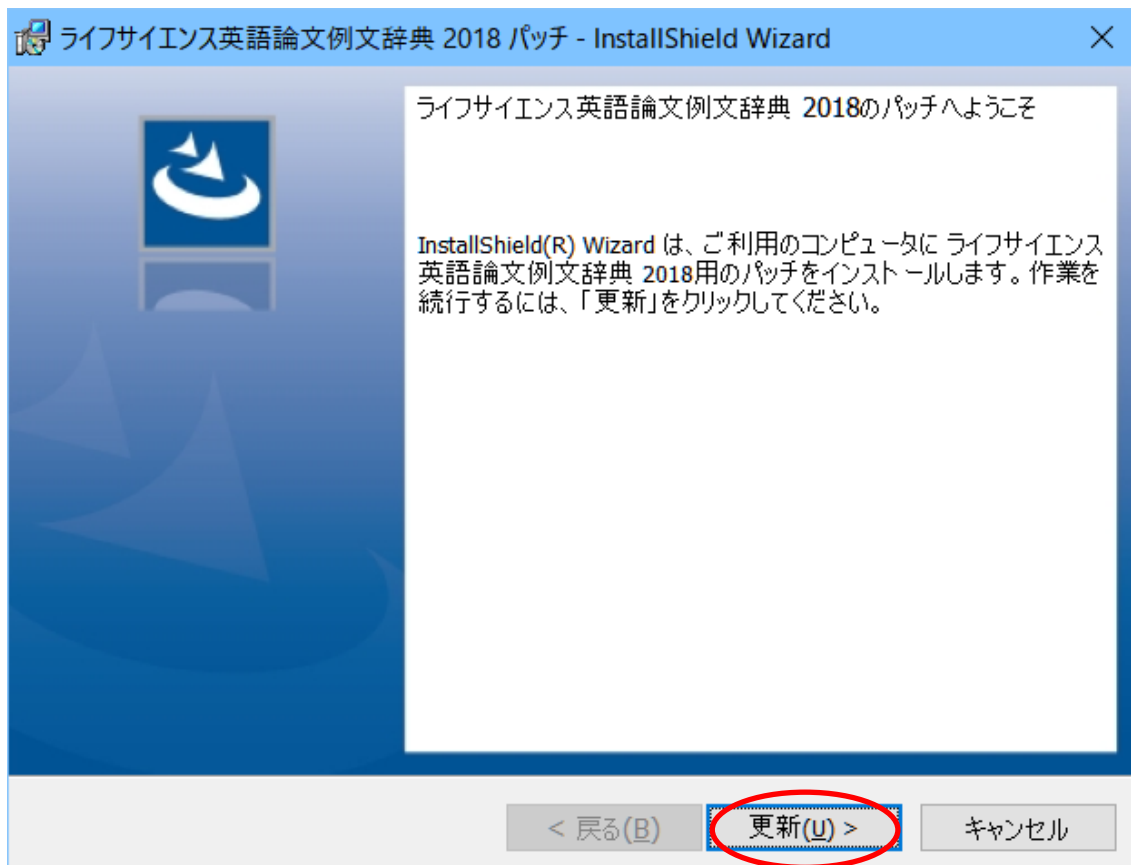 ライフサイエンス英語論文例文辞典 2018 パッチ - InstallShield Wizard
ライフサイエンス英語論文例文辞典 2018のパッチへようこそ
InstallShield(R) Wizard は、ご利用のコンピュータに ライフサイエンス
英語論文例文辞典 2018用のパッチをインストールします。作業を
続行するには、「更新」をクリックしてください。
< 戻る(B) 更新(U) > キャンセル